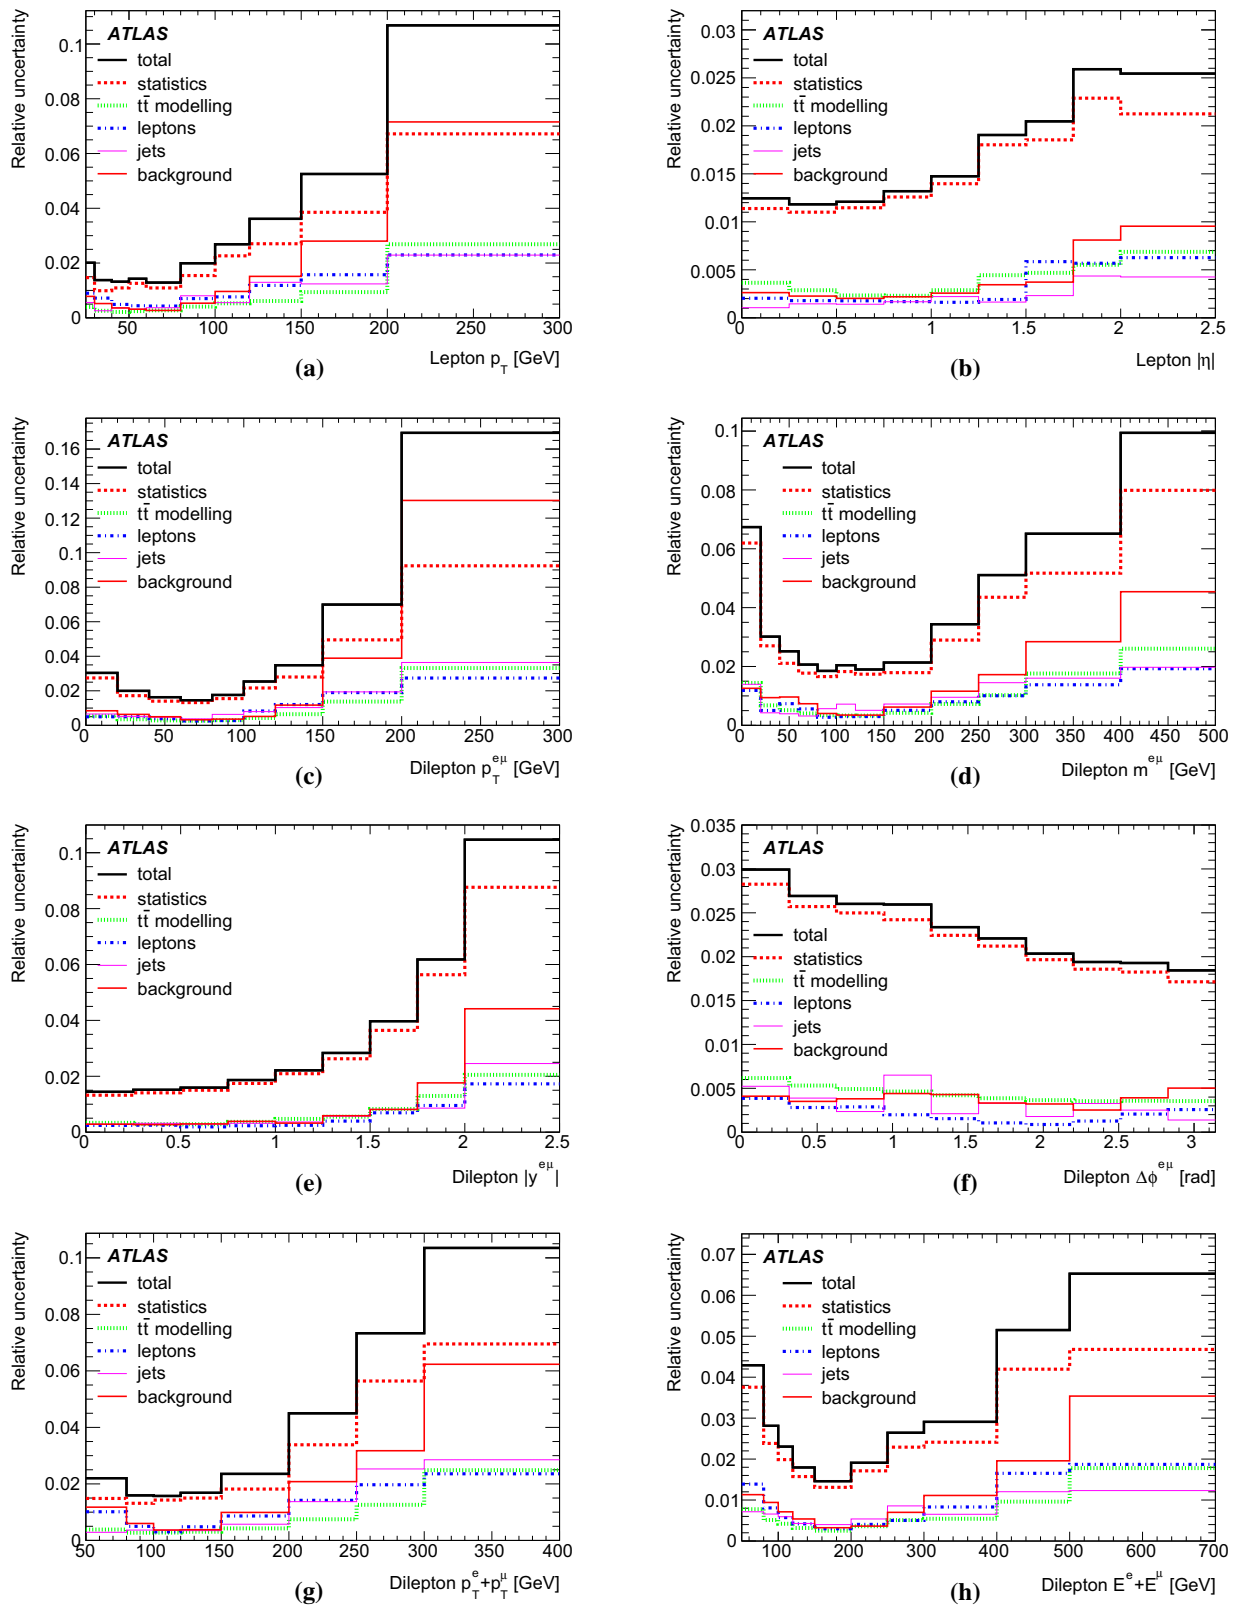 Relative uncertainty
ATLAS
total
statistics
tt̄ modelling
leptons
jets
background
0.1
0.08
0.06
0.04
0.02
0
50 100 150 200 250 300
Lepton p_T [GeV]
(a)
Relative uncertainty
ATLAS
total
statistics
tt̄ modelling
leptons
jets
background
0.03
0.025
0.02
0.015
0.01
0.005
0
0 0.5 1 1.5 2 2.5
Lepton |η|
(b)
Relative uncertainty
ATLAS
total
statistics
tt̄ modelling
leptons
jets
background
0.16
0.14
0.12
0.1
0.08
0.06
0.04
0.02
0
0 50 100 150 200 250 300
Dilepton p_T^eμ [GeV]
(c)
Relative uncertainty
ATLAS
total
statistics
tt̄ modelling
leptons
jets
background
0.1
0.08
0.06
0.04
0.02
0
0 50 100 150 200 250 300 350 400 450 500
Dilepton m^eμ [GeV]
(d)
Relative uncertainty
ATLAS
total
statistics
tt̄ modelling
leptons
jets
background
0.1
0.08
0.06
0.04
0.02
0
0 0.5 1 1.5 2 2.5
Dilepton |y^eμ|
(e)
Relative uncertainty
ATLAS
total
statistics
tt̄ modelling
leptons
jets
background
0.035
0.03
0.025
0.02
0.015
0.01
0.005
0
0 0.5 1 1.5 2 2.5 3
Dilepton Δϕ^eμ [rad]
(f)
Relative uncertainty
ATLAS
total
statistics
tt̄ modelling
leptons
jets
background
0.1
0.08
0.06
0.04
0.02
0
50 100 150 200 250 300 350 400
Dilepton p_T^e+p_T^μ [GeV]
(g)
Relative uncertainty
ATLAS
total
statistics
tt̄ modelling
leptons
jets
background
0.07
0.06
0.05
0.04
0.03
0.02
0.01
0
100 200 300 400 500 600 700
Dilepton E^e+E^μ [GeV]
(h)